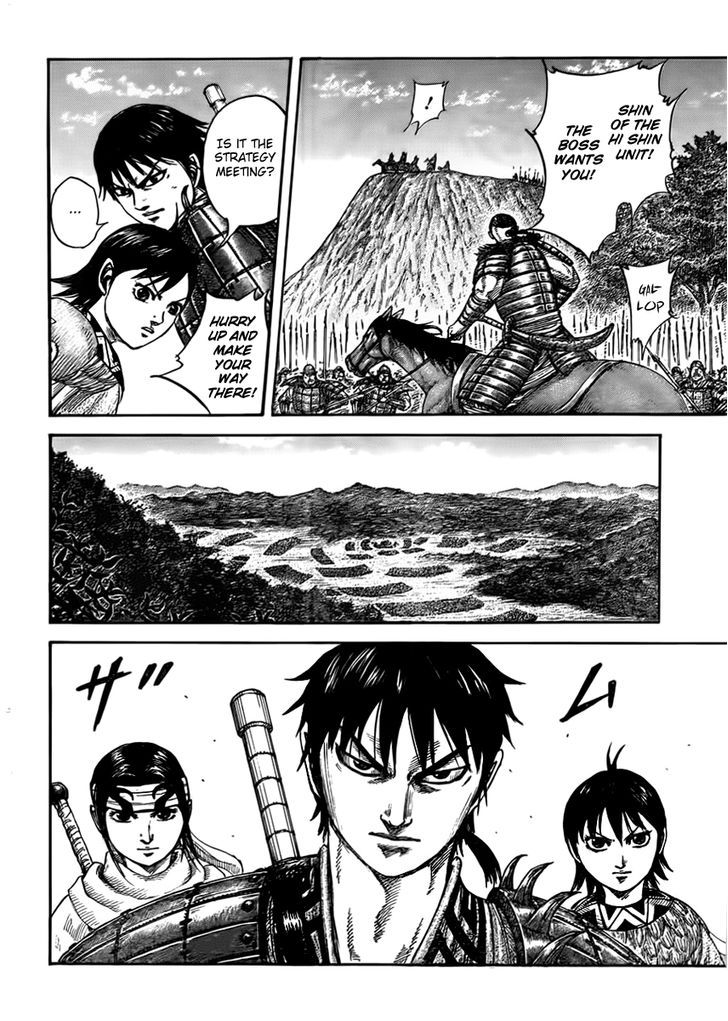 SHIN
OF THE
HI SHIN
UNIT!
THE
BOSS
WANTS
YOU!
!
GAL-
LOP
IS IT THE
STRATEGY
MEETING?
...
HURRY
UP AND
MAKE
YOUR
WAY
THERE!
ザッ
ム